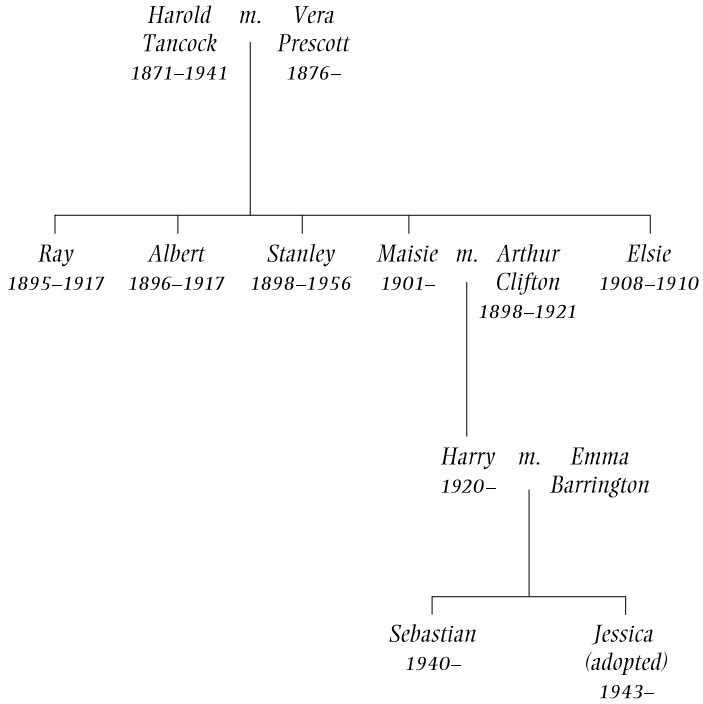 Harold m. Vera
Tancock Prescott
1871–1941 1876–
Ray Albert Stanley Maisie m. Arthur Elsie
1895–1917 1896–1917 1898–1956 1901– Clifton 1908–1910
1898–1921
Harry m. Emma
1920– Barrington
Sebastian Jessica
1940– (adopted)
1943–